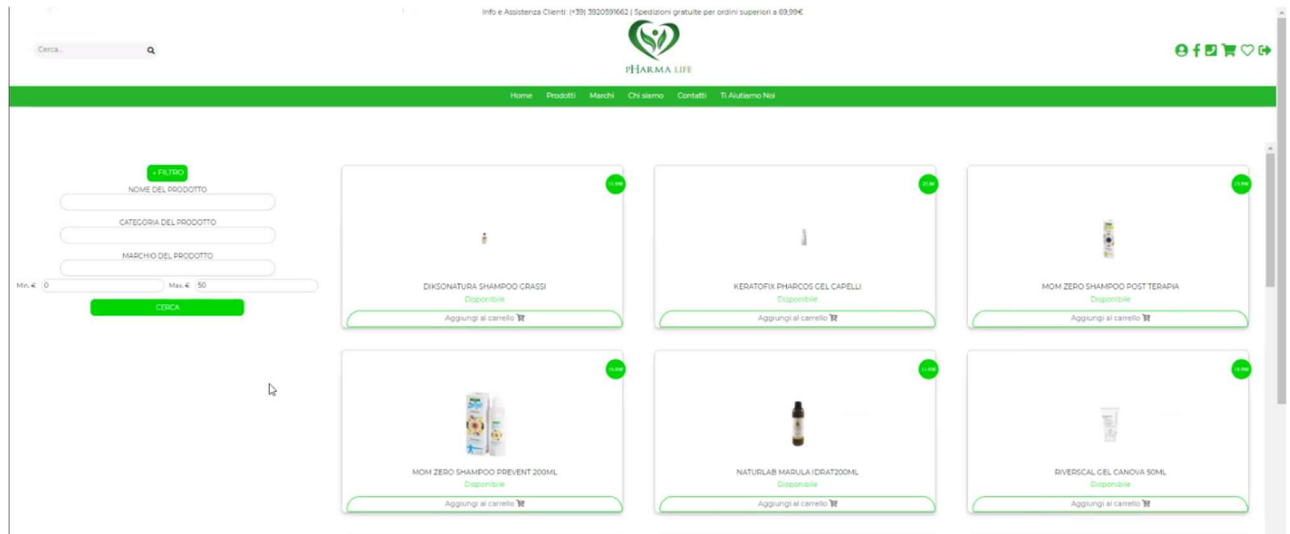 Info e Assistenza Clienti: (+39) 3920591662 | Spedizioni gratuite per ordini superiori a 69,99€
Cerca...
PHARMA LIFE
Home Prodotti Marchi Chi siamo Contatti Ti Aiutiamo Noi
+ FILTRO
NOME DEL PRODOTTO
CATEGORIA DEL PRODOTTO
MARCHIO DEL PRODOTTO
Min. € 0 Max. € 50
CERCA
DIKSONATURA SHAMPOO GRASSI
Disponibile
Aggiungi al carrello
KERATOFIX PHARCOS GEL CAPELLI
Disponibile
Aggiungi al carrello
MOM ZERO SHAMPOO POST TERAPIA
Disponibile
Aggiungi al carrello
MOM ZERO SHAMPOO PREVENT 200ML
Disponibile
Aggiungi al carrello
NATURLAB MARULA IDRAT200ML
Disponibile
Aggiungi al carrello
RIVERSCAL GEL CANOVA 50ML
Disponibile
Aggiungi al carrello